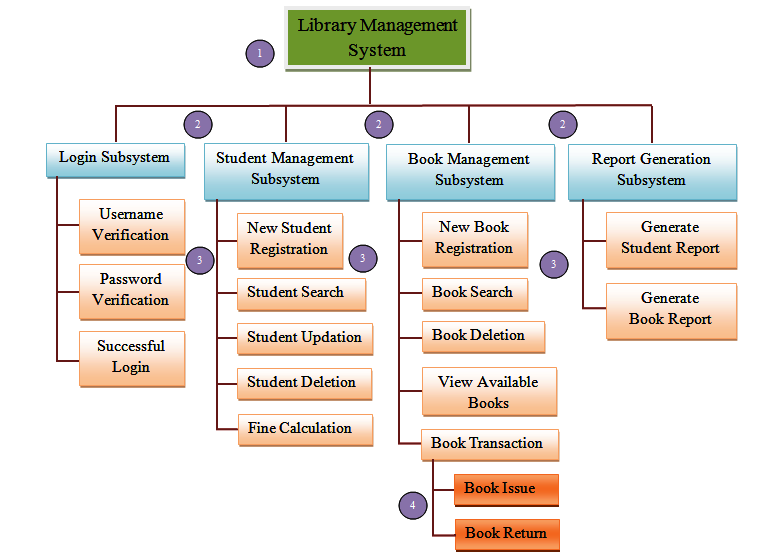 Library Management
System
1
2
2
2
Login Subsystem
Student Management
Subsystem
Book Management
Subsystem
Report Generation
Subsystem
Username
Verification
Password
Verification
Successful
Login
3
New Student
Registration
Student Search
Student Updation
Student Deletion
Fine Calculation
3
New Book
Registration
Book Search
Book Deletion
View Available
Books
Book Transaction
4
Book Issue
Book Return
3
Generate
Student Report
Generate
Book Report